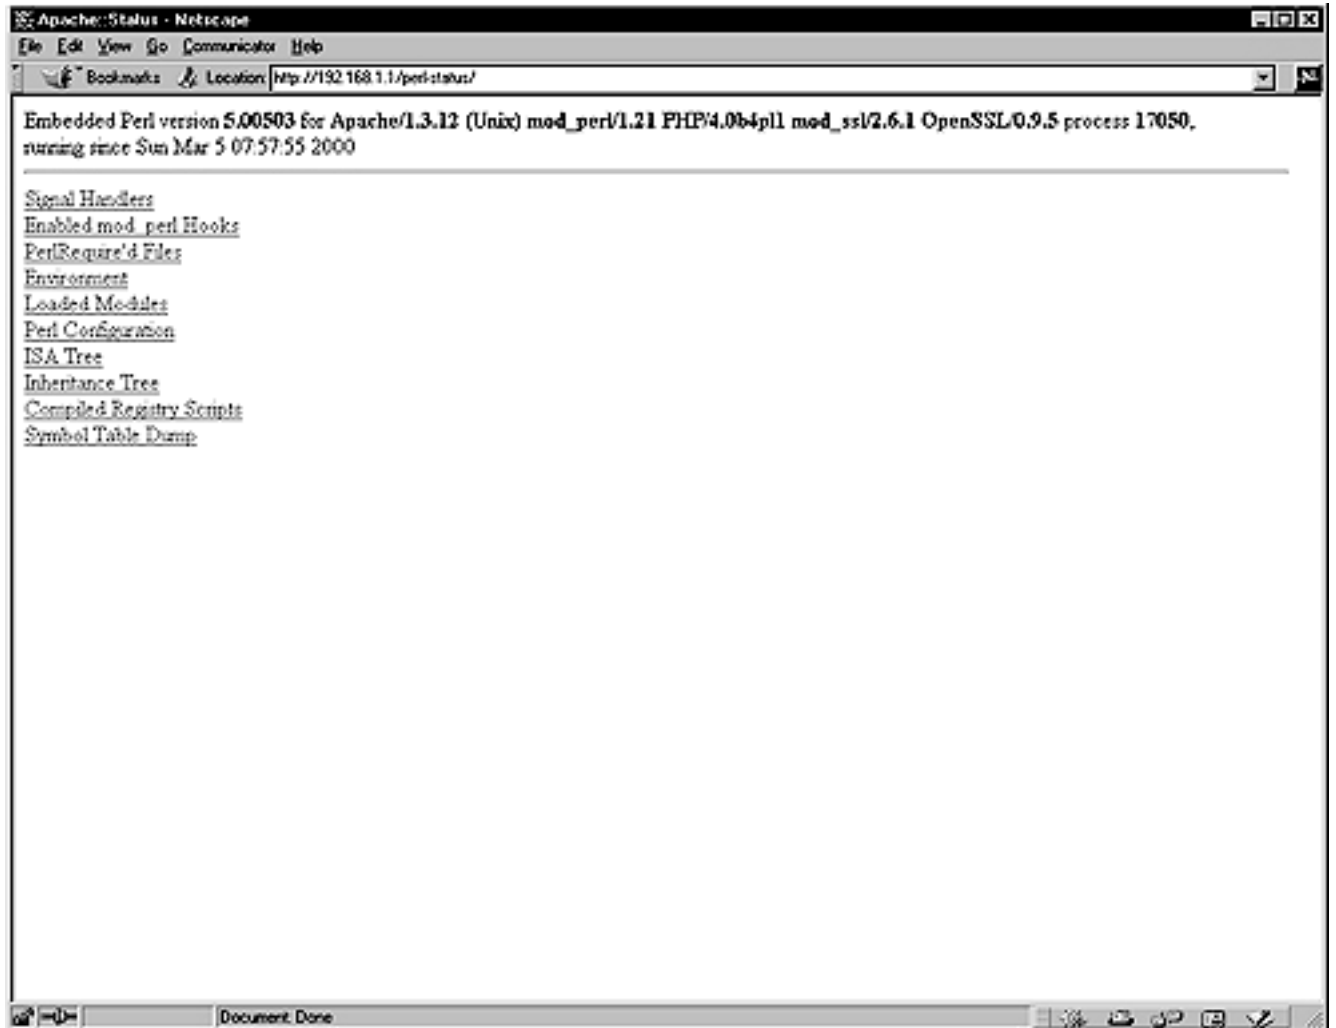 Apache::Status - Netscape
File Edit View Go Communicator Help
Bookmarks Location: http://192.168.1.1/perl-status/
Embedded Perl version 5.00503 for Apache/1.3.12 (Unix) mod_perl/1.21 PHP/4.0b4pl1 mod_ssl/2.6.1 OpenSSL/0.9.5 process 17050,
running since Sun Mar 5 07:57:55 2000
Signal Handlers
Enabled mod_perl Hooks
PerlRequire'd Files
Environment
Loaded Modules
Perl Configuration
ISA Tree
Inheritance Tree
Compiled Registry Scripts
Symbol Table Dump
Document: Done